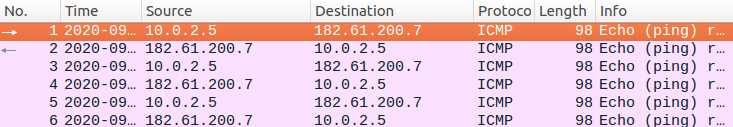 No. Time Source Destination Protoco Length Info
1 2020-09… 10.0.2.5 182.61.200.7 ICMP 98 Echo (ping) r…
2 2020-09… 182.61.200.7 10.0.2.5 ICMP 98 Echo (ping) r…
3 2020-09… 10.0.2.5 182.61.200.7 ICMP 98 Echo (ping) r…
4 2020-09… 182.61.200.7 10.0.2.5 ICMP 98 Echo (ping) r…
5 2020-09… 10.0.2.5 182.61.200.7 ICMP 98 Echo (ping) r…
6 2020-09… 182.61.200.7 10.0.2.5 ICMP 98 Echo (ping) r…